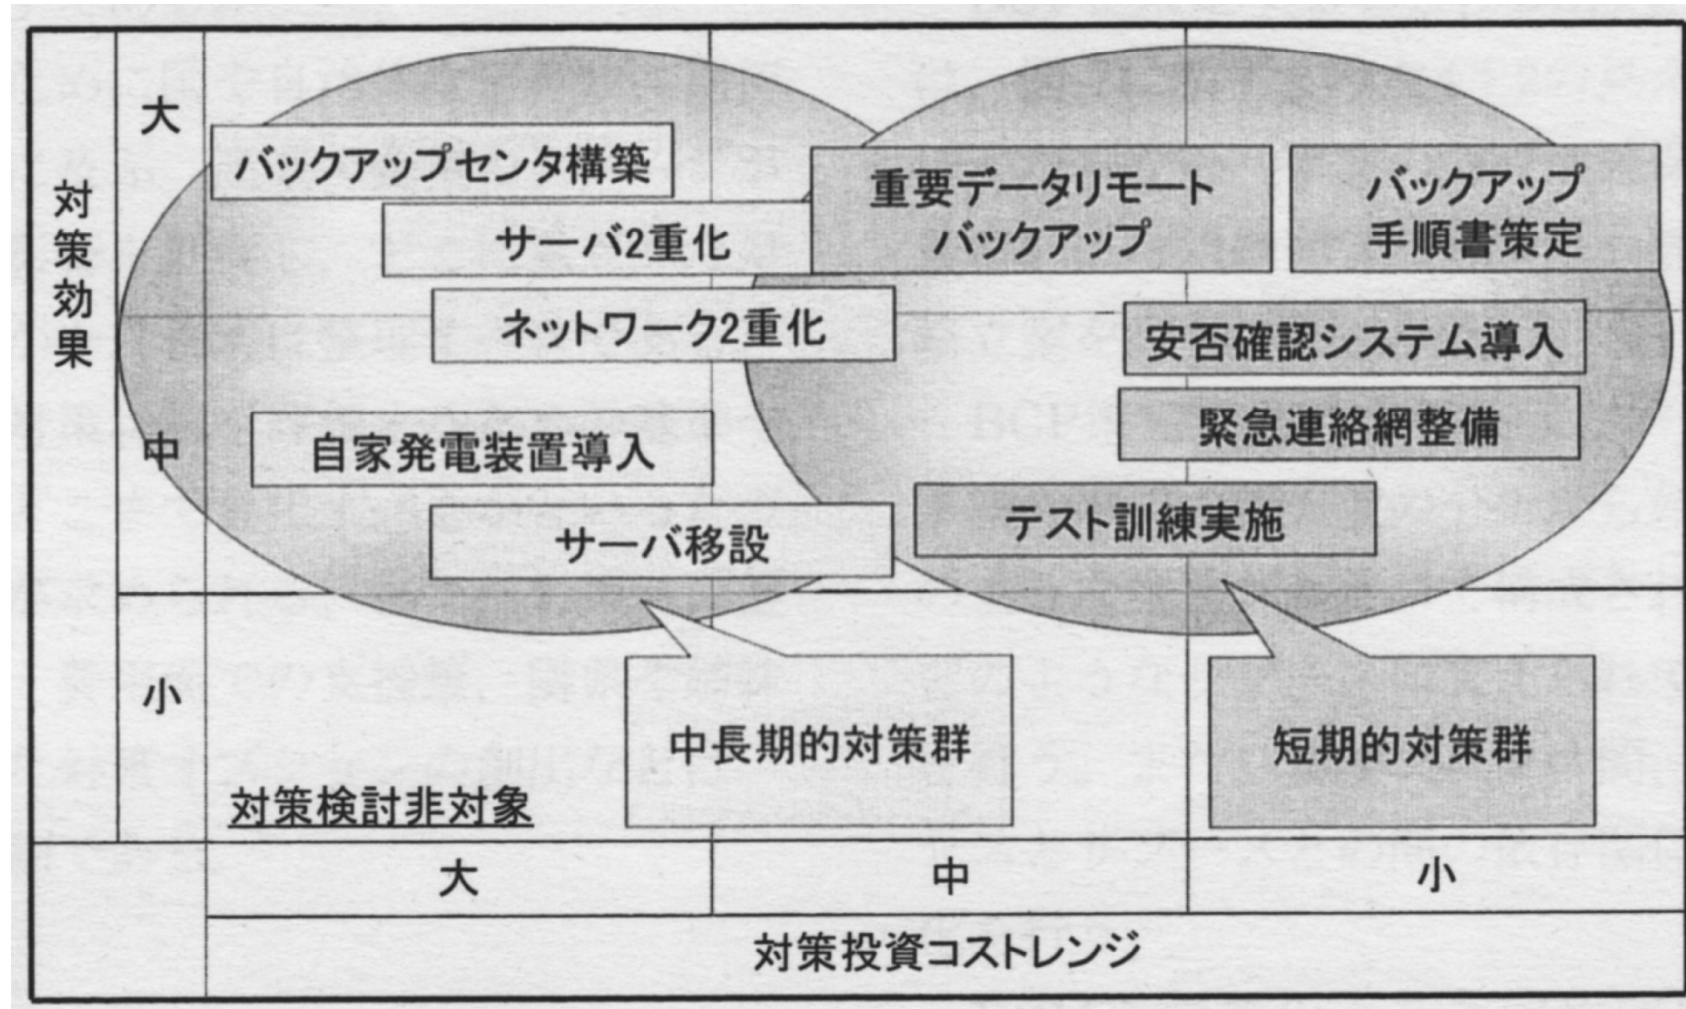 対策効果
大
バックアップセンタ構築
サーバ2重化
ネットワーク2重化
重要データリモート
バックアップ
バックアップ
手順書策定
安否確認システム導入
緊急連絡網整備
中
自家発電装置導入
サーバ移設
テスト訓練実施
小
中長期的対策群
短期的対策群
対策検討非対象
大
中
小
対策投資コストレンジ